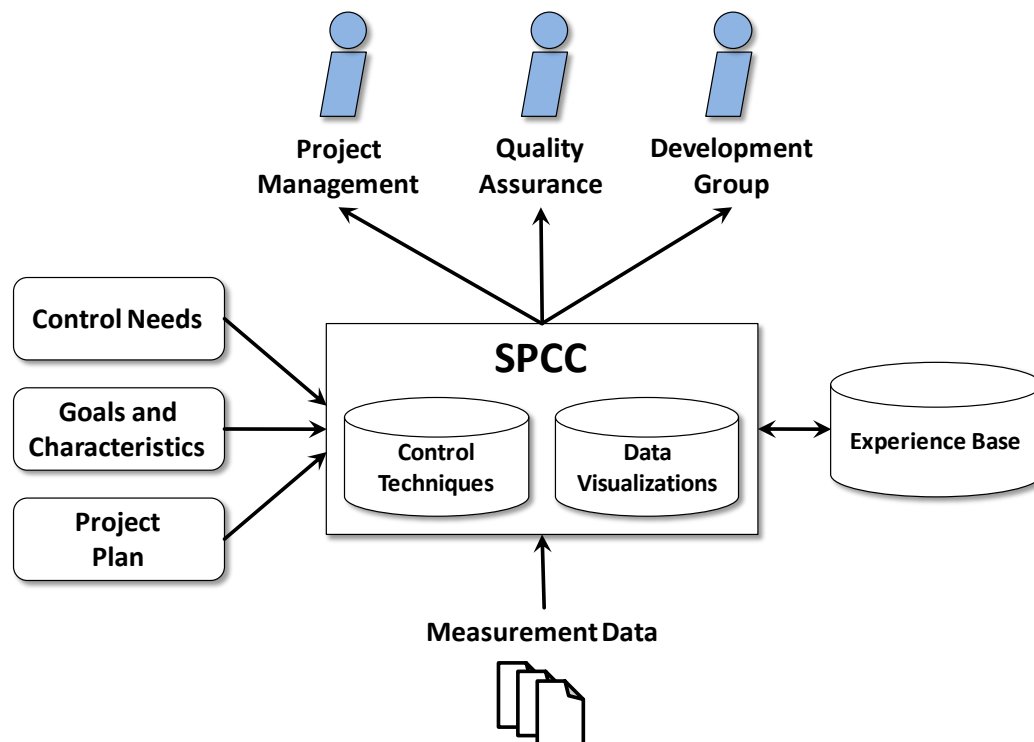 Project
Management
Quality
Assurance
Development
Group
Control Needs
Goals and
Characteristics
Project
Plan
SPCC
Control
Techniques
Data
Visualizations
Experience Base
Measurement Data